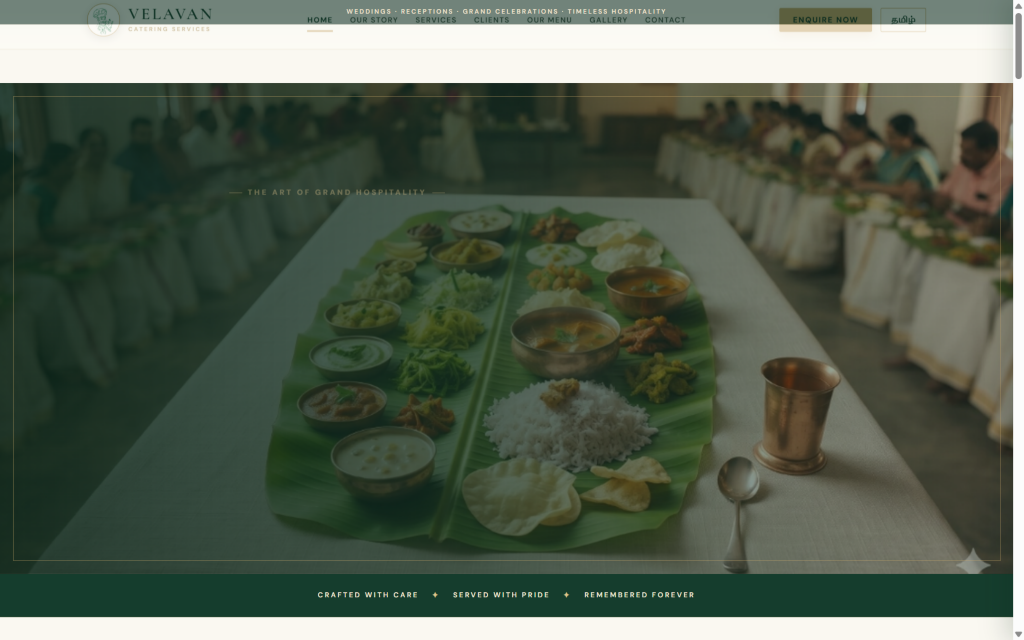 WEDDINGS · RECEPTIONS · GRAND CELEBRATIONS · TIMELESS HOSPITALITY
VELAVAN
CATERING SERVICES
HOME OUR STORY SERVICES CLIENTS OUR MENU GALLERY CONTACT
ENQUIRE NOW
தமிழ்
THE ART OF GRAND HOSPITALITY
CRAFTED WITH CARE ✦ SERVED WITH PRIDE ✦ REMEMBERED FOREVER